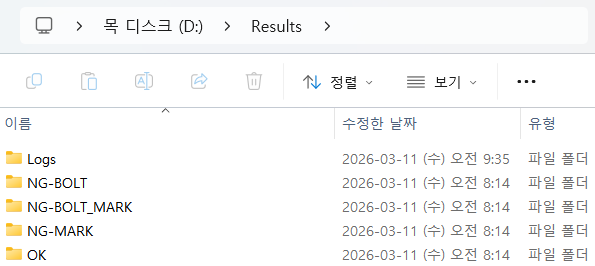 목 디스크 (D:) Results
정렬 보기
이름 수정한 날짜 유형
Logs 2026-03-11 (수) 오전 9:35 파일 폴더
NG-BOLT 2026-03-11 (수) 오전 8:14 파일 폴더
NG-BOLT_MARK 2026-03-11 (수) 오전 8:14 파일 폴더
NG-MARK 2026-03-11 (수) 오전 8:14 파일 폴더
OK 2026-03-11 (수) 오전 8:14 파일 폴더